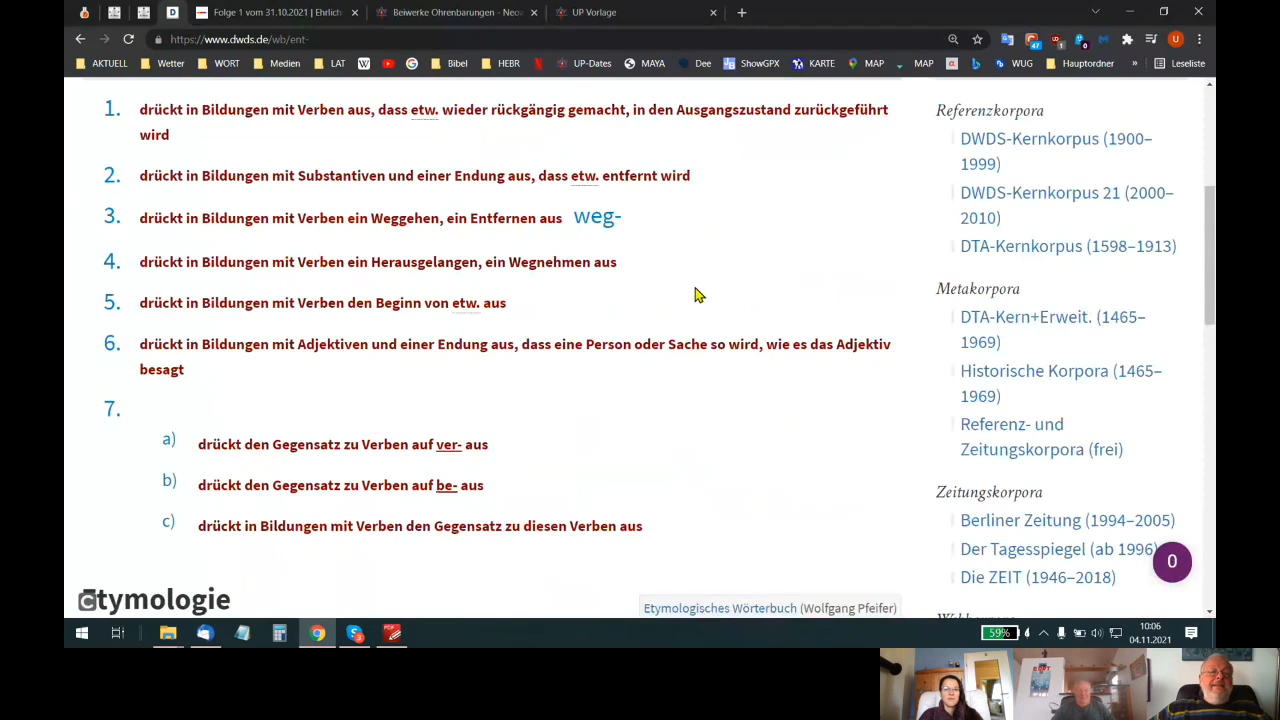 Folge 1 vom 31.10.2021 | Ehrlich
Beiwerke Ohrenbarungen - Neov
UP Vorlage
https://www.dwds.de/wb/ent-
AKTUELL
Wetter
WORT
Medien
LAT
Bibel
HEBR
UP-Dates
MAYA
Dee
ShowGPX
KARTE
MAP
MAP
WUG
Hauptordner
Leseliste
1. drückt in Bildungen mit Verben aus, dass etw. wieder rückgängig gemacht, in den Ausgangszustand zurückgeführt
wird
2. drückt in Bildungen mit Substantiven und einer Endung aus, dass etw. entfernt wird
3. drückt in Bildungen mit Verben ein Weggehen, ein Entfernen aus weg-
4. drückt in Bildungen mit Verben ein Herausgelangen, ein Wegnehmen aus
5. drückt in Bildungen mit Verben den Beginn von etw. aus
6. drückt in Bildungen mit Adjektiven und einer Endung aus, dass eine Person oder Sache so wird, wie es das Adjektiv
besagt
7.
a) drückt den Gegensatz zu Verben auf ver- aus
b) drückt den Gegensatz zu Verben auf be- aus
c) drückt in Bildungen mit Verben den Gegensatz zu diesen Verben aus
Etymologie
Etymologisches Wörterbuch (Wolfgang Pfeifer)
Referenzkorpora
DWDS-Kernkorpus (1900–
1999)
DWDS-Kernkorpus 21 (2000–
2010)
DTA-Kernkorpus (1598–1913)
Metakorpora
DTA-Kern+Erweit. (1465–
1969)
Historische Korpora (1465–
1969)
Referenz- und
Zeitungskorpora (frei)
Zeitungskorpora
Berliner Zeitung (1994–2005)
Der Tagesspiegel (ab 1996)
Die ZEIT (1946–2018)
0
59%
10:06
04.11.2021